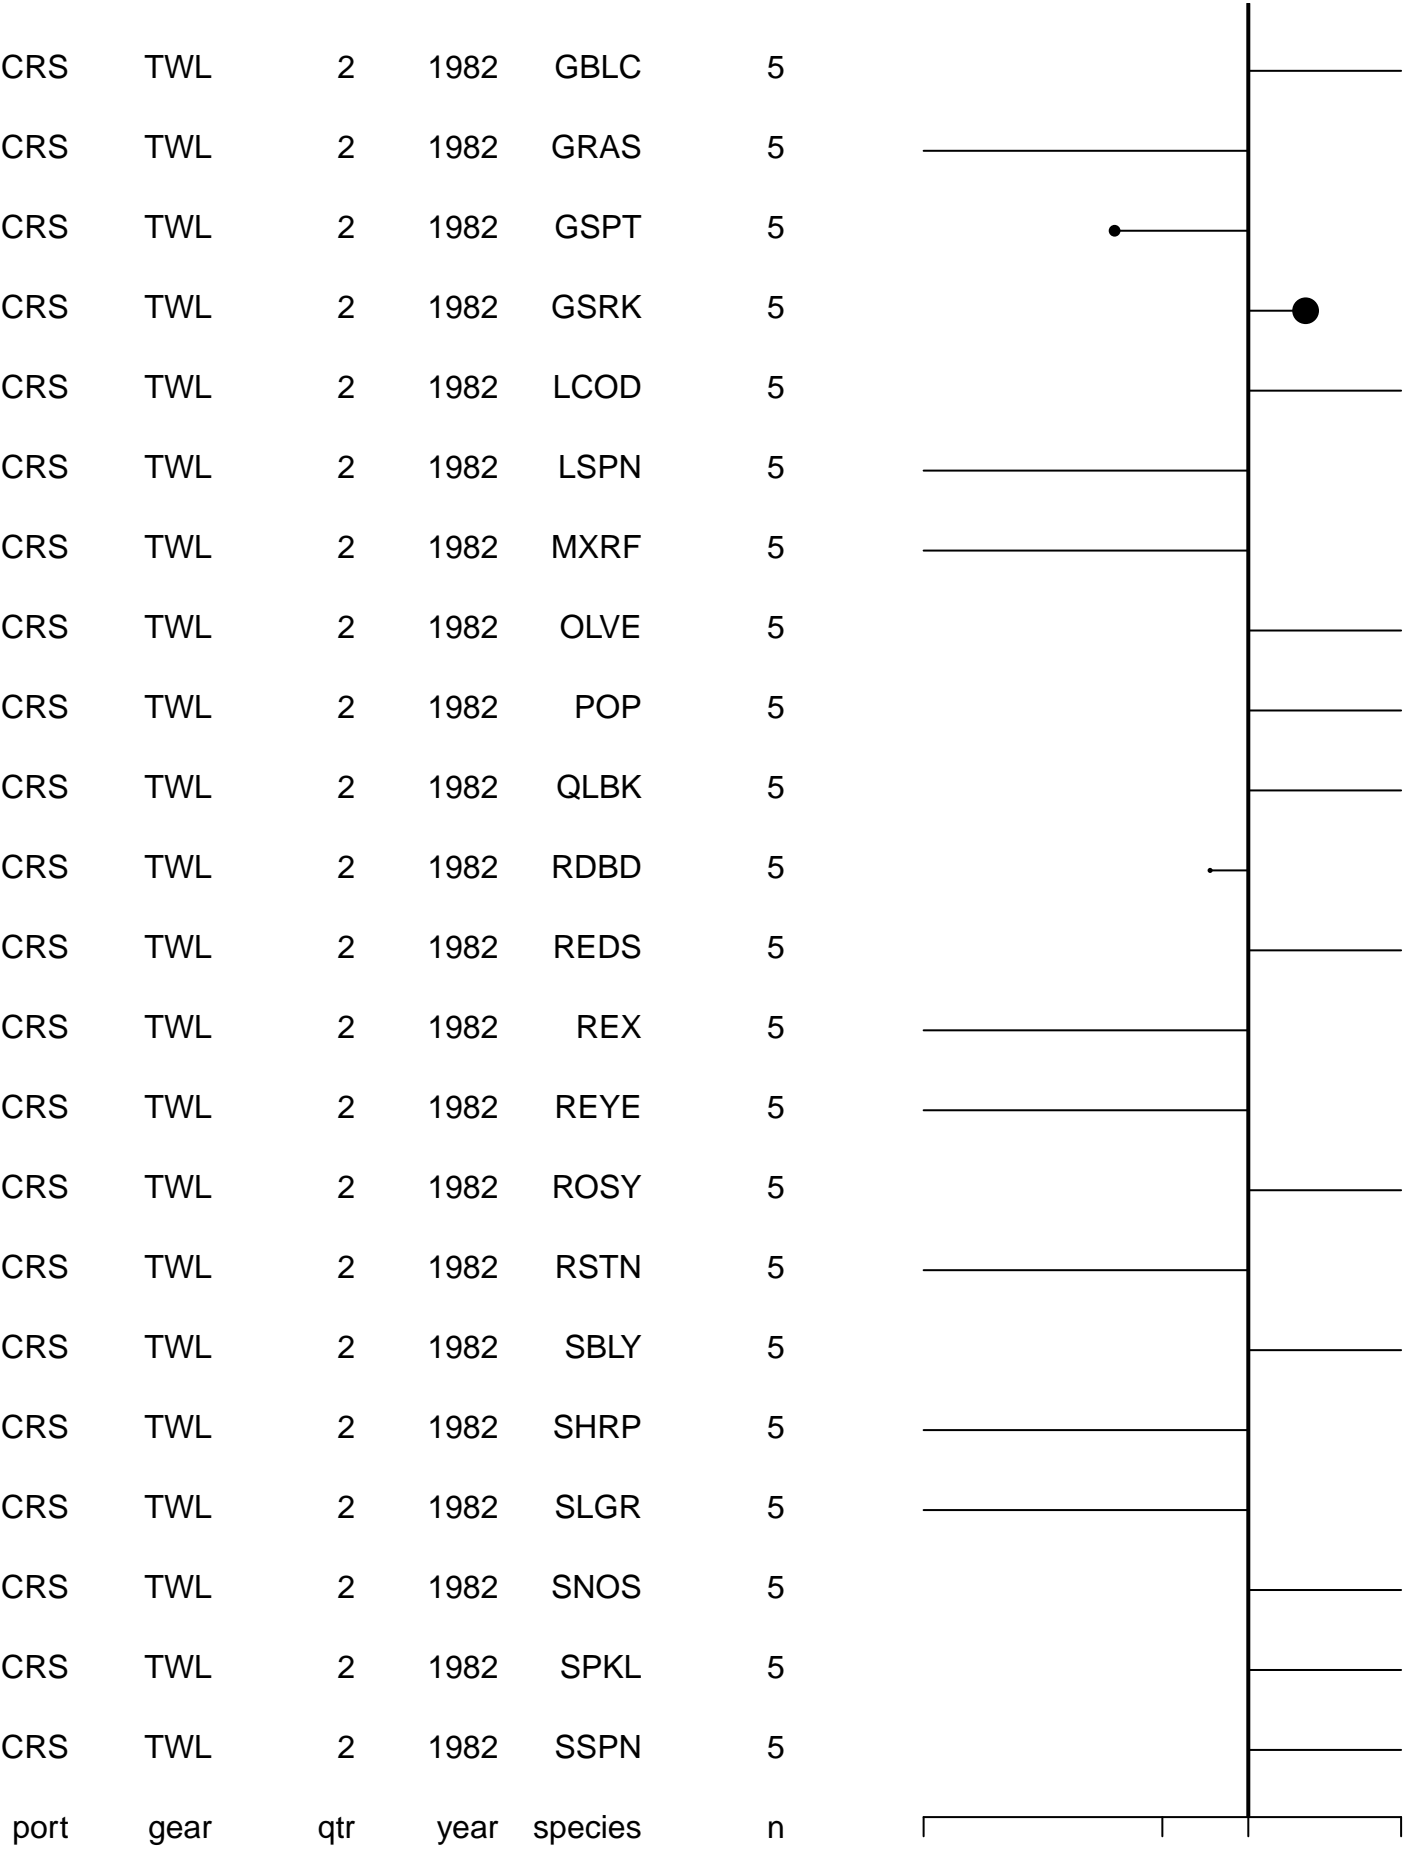 CRS TWL 2 1982 GBLC 5
CRS TWL 2 1982 GRAS 5
CRS TWL 2 1982 GSPT 5
CRS TWL 2 1982 GSRK 5
CRS TWL 2 1982 LCOD 5
CRS TWL 2 1982 LSPN 5
CRS TWL 2 1982 MXRF 5
CRS TWL 2 1982 OLVE 5
CRS TWL 2 1982 POP 5
CRS TWL 2 1982 QLBK 5
CRS TWL 2 1982 RDBD 5
CRS TWL 2 1982 REDS 5
CRS TWL 2 1982 REX 5
CRS TWL 2 1982 REYE 5
CRS TWL 2 1982 ROSY 5
CRS TWL 2 1982 RSTN 5
CRS TWL 2 1982 SBLY 5
CRS TWL 2 1982 SHRP 5
CRS TWL 2 1982 SLGR 5
CRS TWL 2 1982 SNOS 5
CRS TWL 2 1982 SPKL 5
CRS TWL 2 1982 SSPN 5
port gear qtr year species n